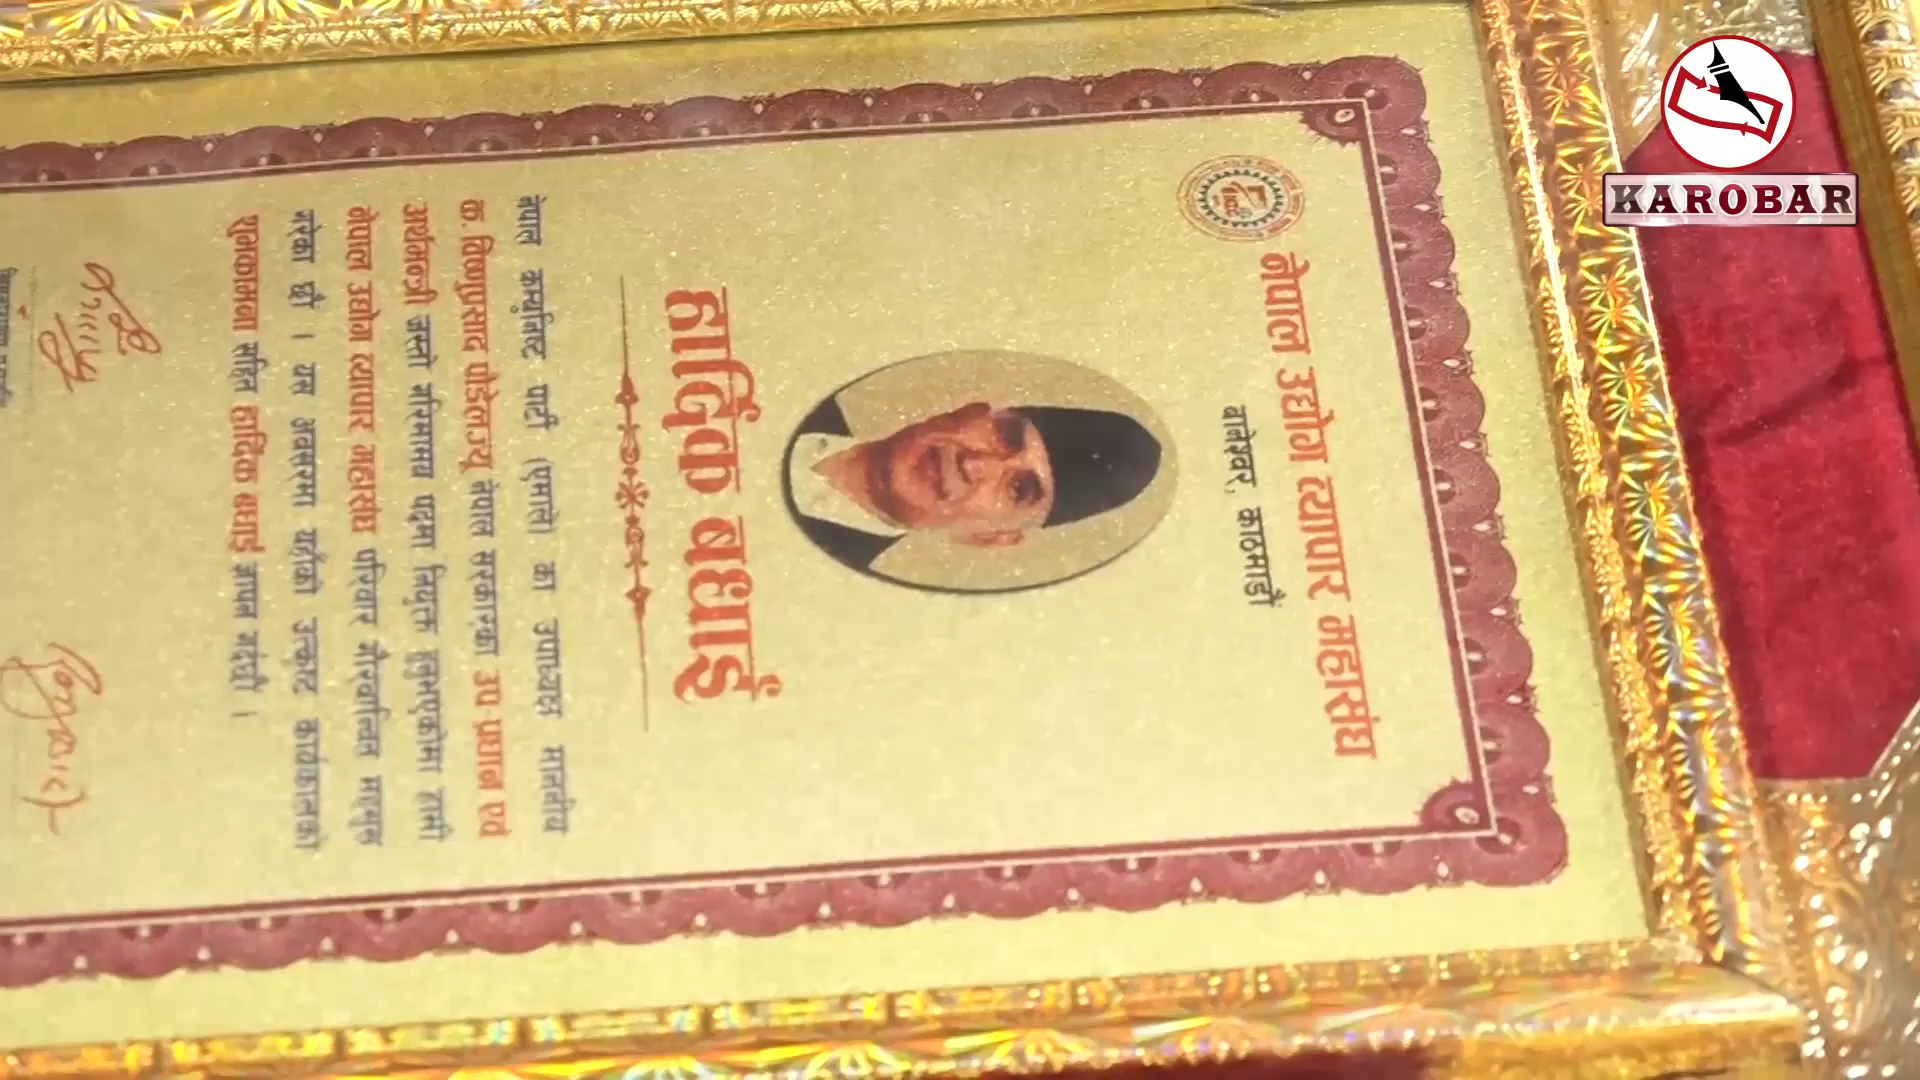 KAROBAR
नेपाल उद्योग व्यापार महासंघ
वानेश्वर, काठमाडौं
हार्दिक बधाई
नेपाल कम्युनिष्ट पार्टी (एमाले) का उपाध्यक्ष माननीय
क. विष्णुप्रसाद पौडेलज्यू नेपाल सरकारका उप-प्रधान एवं
अर्थमन्त्री जस्तो गरिमामय पदमा नियुक्त हुनुभएकोमा हामी
नेपाल उद्योग व्यापार महासंघ परिवार गौरवान्वित महसुस
गरेका छौं । यस अवसरमा यहाँको उत्कृष्ट कार्यकालको
शुभकामना सहित हार्दिक बधाई ज्ञापन गर्दछौं ।